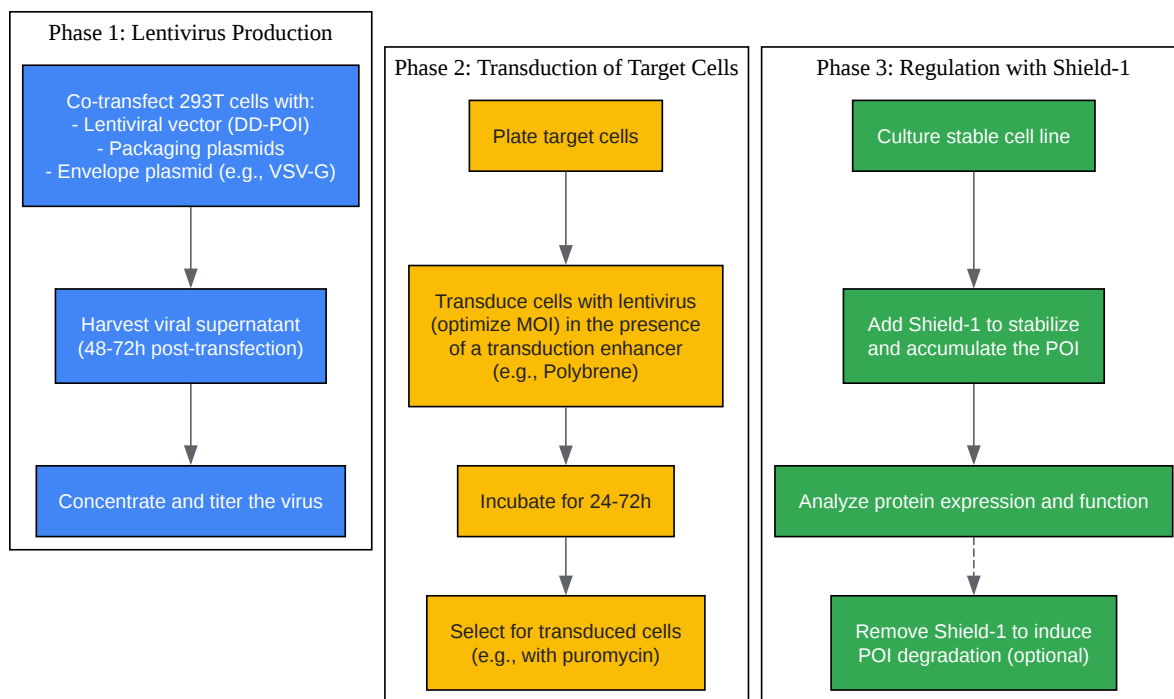 Phase 1: Lentivirus Production
Co-transfect 293T cells with:
- Lentiviral vector (DD-POI)
- Packaging plasmids
- Envelope plasmid (e.g., VSV-G)
Harvest viral supernatant
(48-72h post-transfection)
Concentrate and titer the virus
Phase 2: Transduction of Target Cells
Plate target cells
Transduce cells with lentivirus
(optimize MOI) in the presence
of a transduction enhancer
(e.g., Polybrene)
Incubate for 24-72h
Select for transduced cells
(e.g., with puromycin)
Phase 3: Regulation with Shield-1
Culture stable cell line
Add Shield-1 to stabilize
and accumulate the POI
Analyze protein expression and function
Remove Shield-1 to induce
POI degradation (optional)